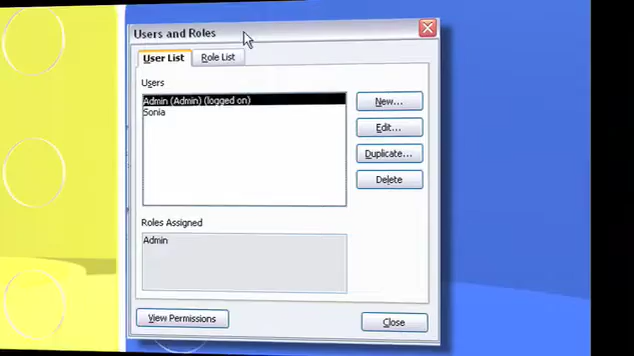 Users and Roles
User List
Role List
Users
Admin (Admin) (logged on)
Sonia
New...
Edit...
Duplicate...
Delete
Roles Assigned
Admin
View Permissions
Close